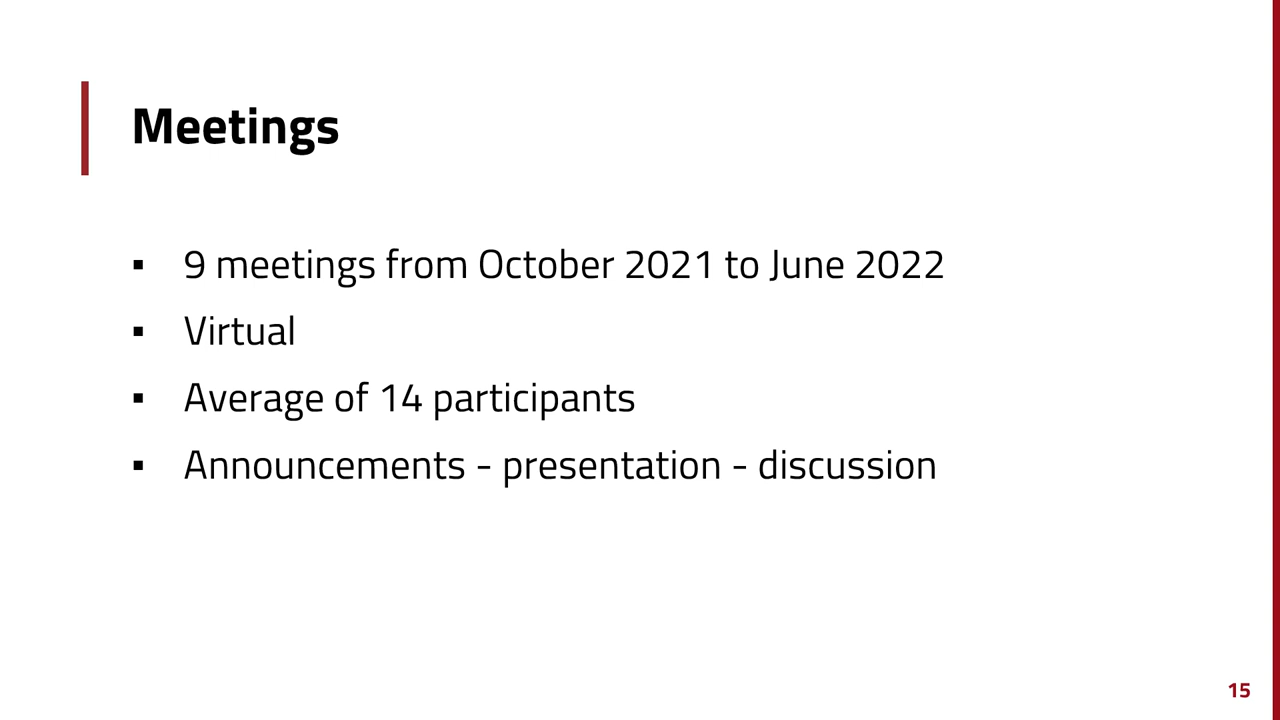 Meetings
▪ 9 meetings from October 2021 to June 2022
▪ Virtual
▪ Average of 14 participants
▪ Announcements - presentation - discussion
15